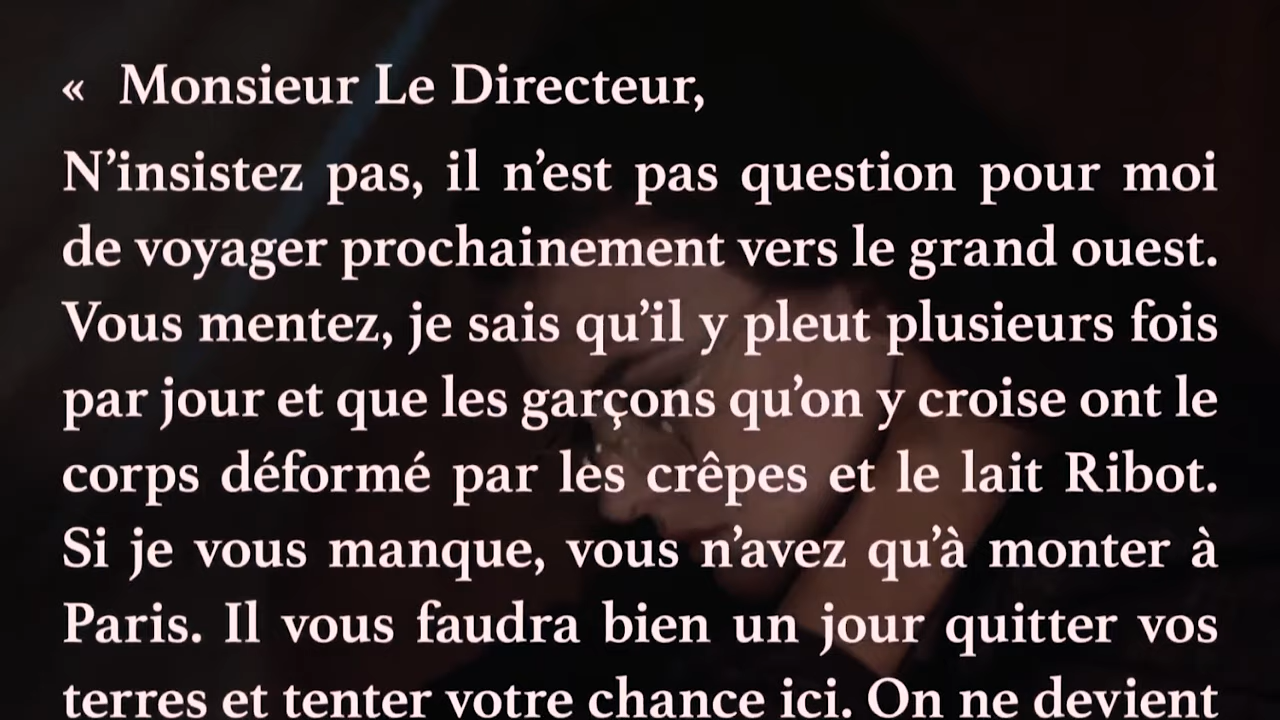 « Monsieur Le Directeur,
N’insistez pas, il n’est pas question pour moi
de voyager prochainement vers le grand ouest.
Vous mentez, je sais qu’il y pleut plusieurs fois
par jour et que les garçons qu’on y croise ont le
corps déformé par les crêpes et le lait Ribot.
Si je vous manque, vous n’avez qu’à monter à
Paris. Il vous faudra bien un jour quitter vos
terres et tenter votre chance ici. On ne devient